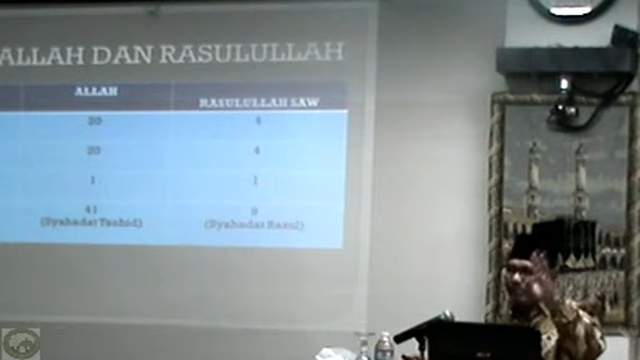 ALLAH DAN RASULULLAH
ALLAH RASULULLAH SAW
20 4
20 4
1 1
41 9
(Syahadat Tauhid) (Syahadat Rasul)